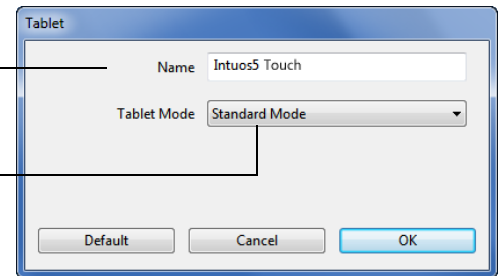 Tablet
Name Intuos5 Touch
Tablet Mode Standard Mode
Default Cancel OK